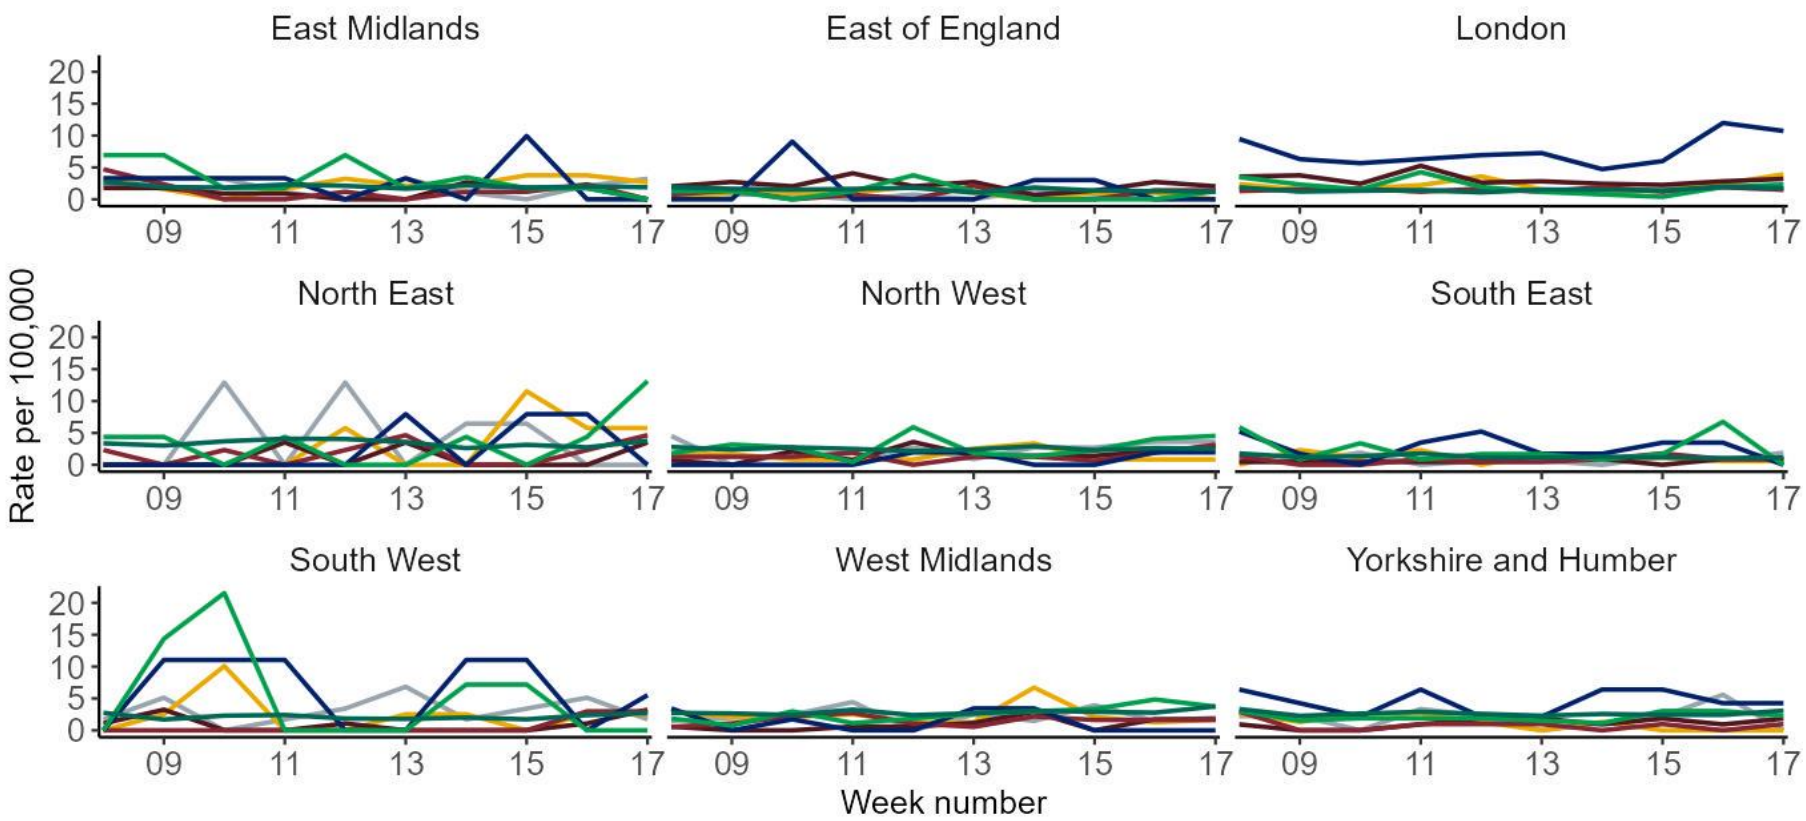 East Midlands East of England London
20
15
10
5
0
09 11 13 15 17 09 11 13 15 17 09 11 13 15 17
North East North West South East
Rate per 100,000
20
15
10
5
0
09 11 13 15 17 09 11 13 15 17 09 11 13 15 17
South West West Midlands Yorkshire and Humber
20
15
10
5
0
09 11 13 15 17 09 11 13 15 17 09 11 13 15 17
Week number